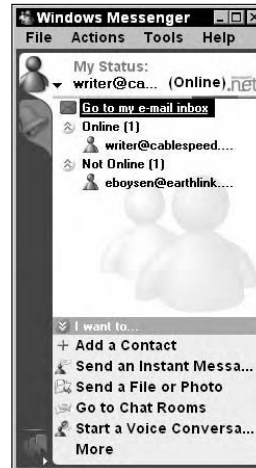 Windows Messenger
File Actions Tools Help
My Status:
writer@ca... (Online)
.net
Go to my e-mail inbox
Online (1)
writer@cablespeed....
Not Online (1)
eboysen@earthlink....
I want to...
Add a Contact
Send an Instant Messa...
Send a File or Photo
Go to Chat Rooms
Start a Voice Conversa...
More